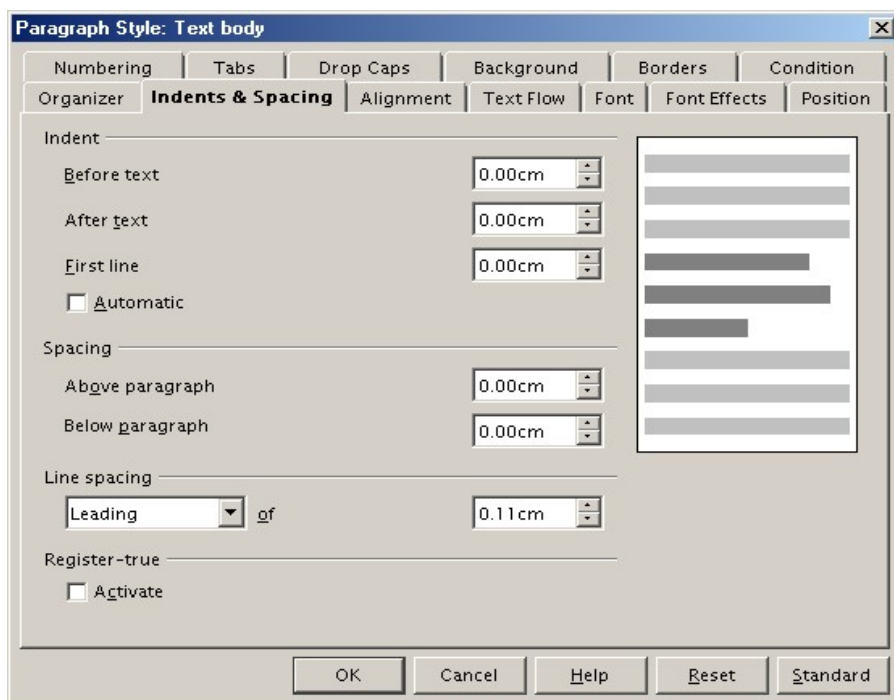 Paragraph Style: Text body
Numbering Tabs Drop Caps Background Borders Condition
Organizer Indents & Spacing Alignment Text Flow Font Font Effects Position
Indent
Before text 0.00cm
After text 0.00cm
First line 0.00cm
Automatic
Spacing
Above paragraph 0.00cm
Below paragraph 0.00cm
Line spacing
Leading of 0.11cm
Register-true
Activate
OK Cancel Help Reset Standard